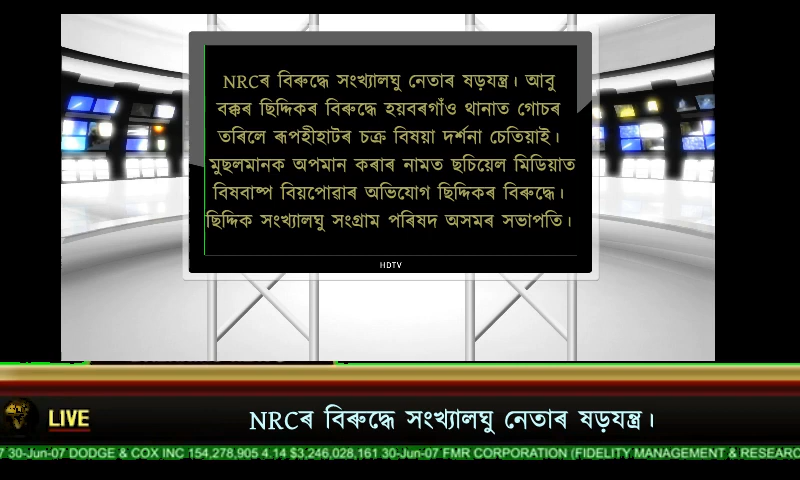 NRCৰ বিৰুদ্ধে সংখ্যালঘু নেতাৰ ষড়যন্ত্ৰ। আবু
বক্কৰ ছিদ্দিকৰ বিৰুদ্ধে হয়বৰগাঁও থানাত গোচৰ
তৰিলে ৰূপহীহাটৰ চক্ৰ বিষয়া দৰ্শনা চেতিয়াই।
মুছলমানক অপমান কৰাৰ নামত ছচিয়েল মিডিয়াত
বিষবাষ্প বিয়পোৱাৰ অভিযোগ ছিদ্দিকৰ বিৰুদ্ধে।
ছিদ্দিক সংখ্যালঘু সংগ্ৰাম পৰিষদ অসমৰ সভাপতি।
HDTV
LIVE
NRCৰ বিৰুদ্ধে সংখ্যালঘু নেতাৰ ষড়যন্ত্ৰ।
7 30-Jun-07 DODGE & COX INC 154,278,905 4.14 $3,246,028,161 30-Jun-07 FMR CORPORATION (FIDELITY MANAGEMENT & RESEARC